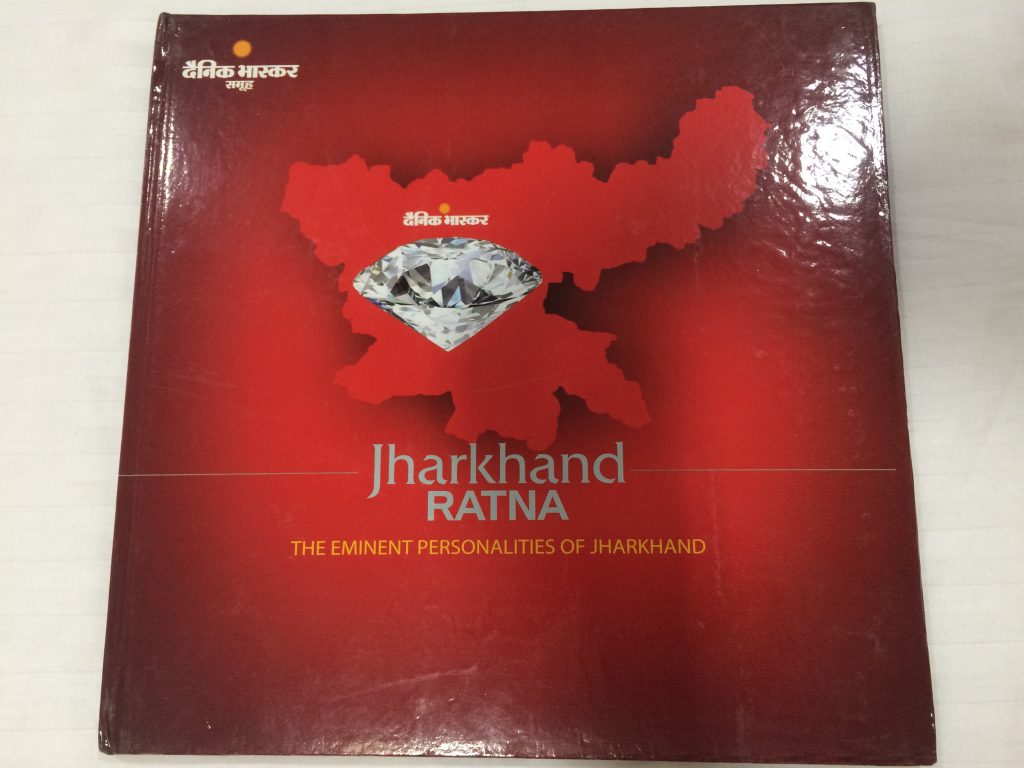 दैनिक भास्कर
समूह
दैनिक भास्कर
Jharkhand
RATNA
THE EMINENT PERSONALITIES OF JHARKHAND